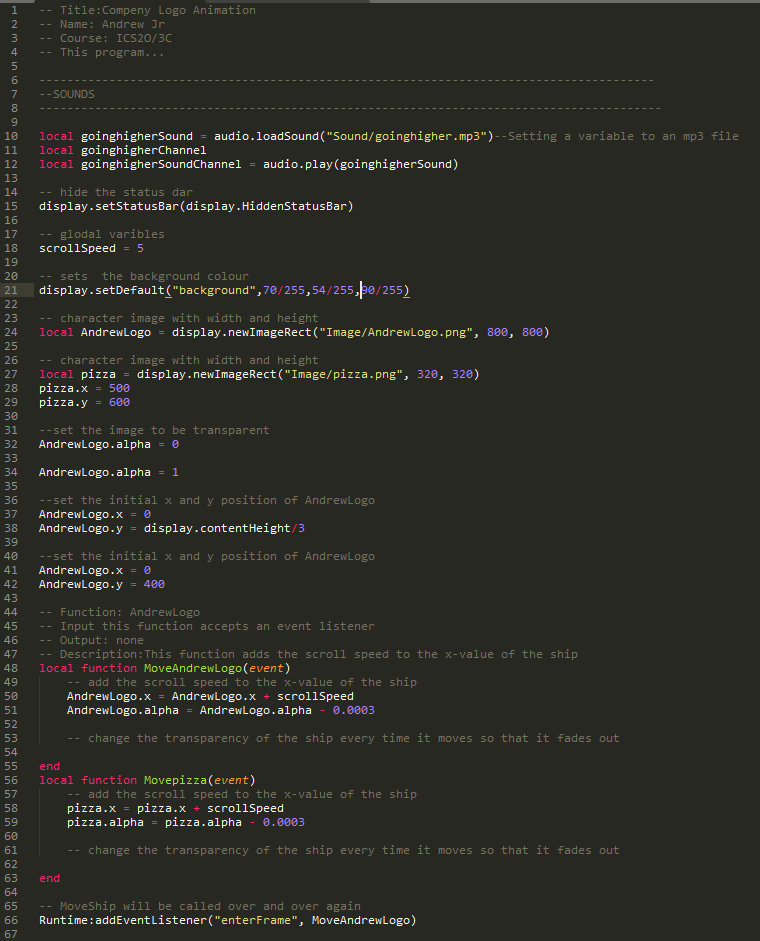 1 -- Title:Compeny Logo Animation
2 -- Name: Andrew Jr
3 -- Course: ICS2O/3C
4 -- This program...
5
6 ----------------------------------------------------------------------------------------
7 --SOUNDS
8 -----------------------------------------------------------------------------------------
9
10 local goinghigherSound = audio.loadSound("Sound/goinghigher.mp3")--Setting a variable to an mp3 file
11 local goinghigherChannel
12 local goinghigherSoundChannel = audio.play(goinghigherSound)
13
14 -- hide the status dar
15 display.setStatusBar(display.HiddenStatusBar)
16
17 -- glodal varibles
18 scrollSpeed = 5
19
20 -- sets  the background colour
21 display.setDefault("background",70/255,54/255,90/255)
22
23 -- character image with width and height
24 local AndrewLogo = display.newImageRect("Image/AndrewLogo.png", 800, 800)
25
26 -- character image with width and height
27 local pizza = display.newImageRect("Image/pizza.png", 320, 320)
28 pizza.x = 500
29 pizza.y = 600
30
31 --set the image to be transparent
32 AndrewLogo.alpha = 0
33
34 AndrewLogo.alpha = 1
35
36 --set the initial x and y position of AndrewLogo
37 AndrewLogo.x = 0
38 AndrewLogo.y = display.contentHeight/3
39
40 --set the initial x and y position of AndrewLogo
41 AndrewLogo.x = 0
42 AndrewLogo.y = 400
43
44 -- Function: AndrewLogo
45 -- Input this function accepts an event listener
46 -- Output: none
47 -- Description:This function adds the scroll speed to the x-value of the ship
48 local function MoveAndrewLogo(event)
49     -- add the scroll speed to the x-value of the ship
50     AndrewLogo.x = AndrewLogo.x + scrollSpeed
51     AndrewLogo.alpha = AndrewLogo.alpha - 0.0003
52
53     -- change the transparency of the ship every time it moves so that it fades out
54
55 end
56 local function Movepizza(event)
57     -- add the scroll speed to the x-value of the ship
58     pizza.x = pizza.x + scrollSpeed
59     pizza.alpha = pizza.alpha - 0.0003
60
61     -- change the transparency of the ship every time it moves so that it fades out
62
63 end
64
65 -- MoveShip will be called over and over again
66 Runtime:addEventListener("enterFrame", MoveAndrewLogo)
67